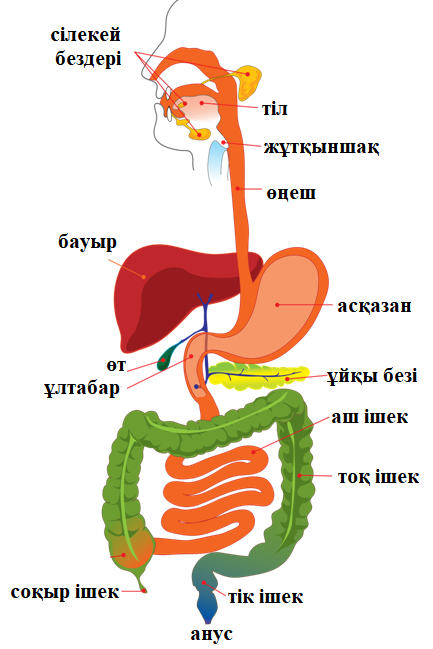 сілекей
бездері
тіл
жұтқыншақ
өңеш
бауыр
асқазан
өт
ұйқы безі
ұлтабар
аш ішек
тоқ ішек
соқыр ішек
тік ішек
анус